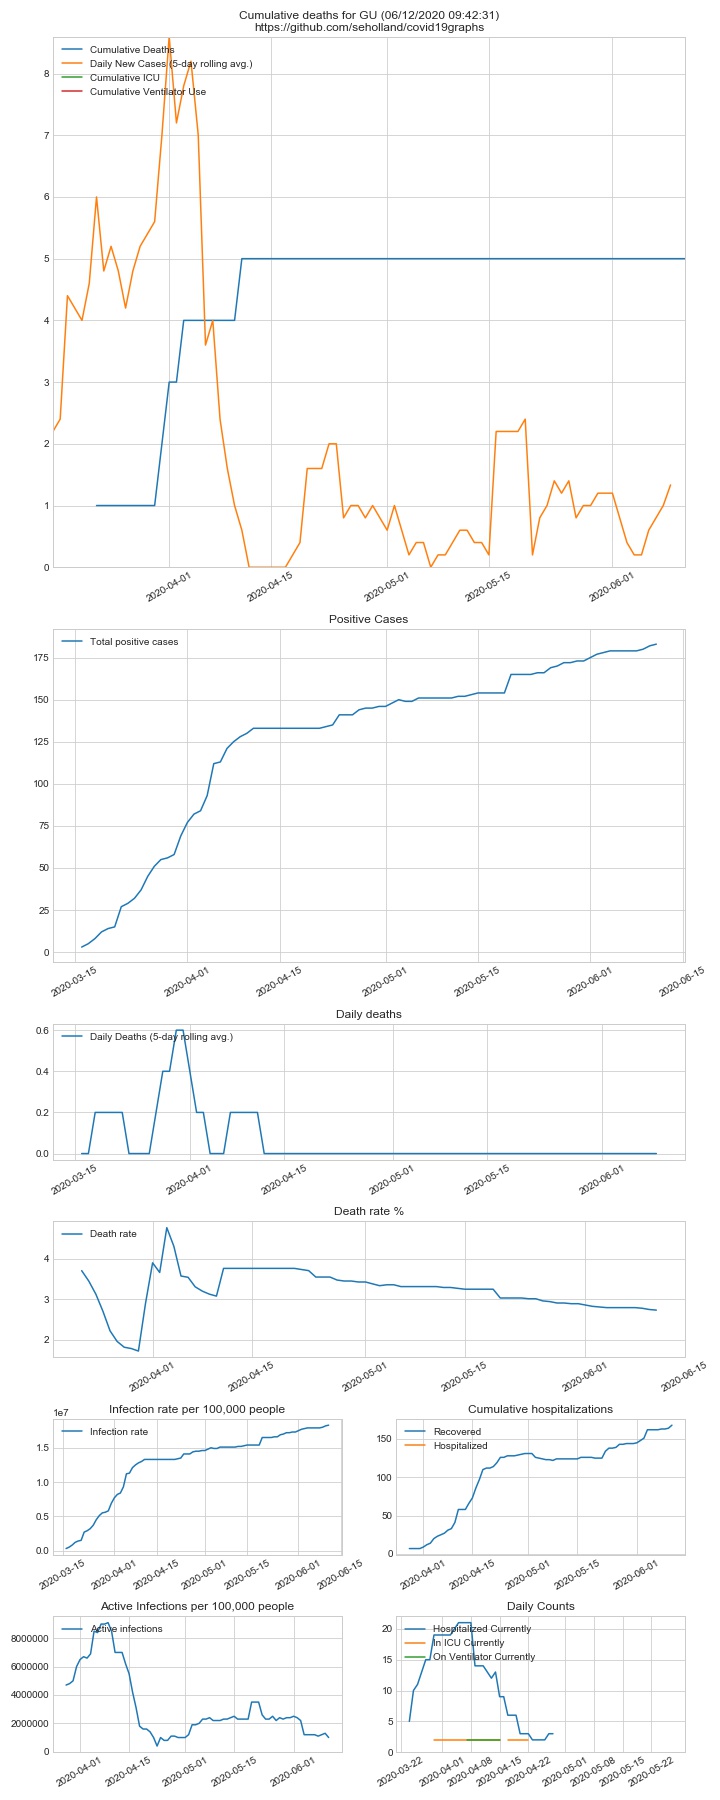 Cumulative deaths for GU (06/12/2020 09:42:31)
https://github.com/seholland/covid19graphs
Cumulative Deaths
Daily New Cases (5-day rolling avg.)
Cumulative ICU
Cumulative Ventilator Use
8
7
6
5
4
3
2
1
0
2020-04-01 2020-04-15 2020-05-01 2020-05-15 2020-06-01
Positive Cases
Total positive cases
175
150
125
100
75
50
25
0
2020-03-15 2020-04-01 2020-04-15 2020-05-01 2020-05-15 2020-06-01 2020-06-15
Daily deaths
Daily Deaths (5-day rolling avg.)
0.6
0.4
0.2
0.0
2020-03-15 2020-04-01 2020-04-15 2020-05-01 2020-05-15 2020-06-01
Death rate %
Death rate
4
3
2
2020-04-01 2020-04-15 2020-05-01 2020-05-15 2020-06-01 2020-06-15
Infection rate per 100,000 people
1e7
Infection rate
1.5
1.0
0.5
0.0
2020-03-15 2020-04-01 2020-04-15 2020-05-01 2020-05-15 2020-06-01 2020-06-15
Cumulative hospitalizations
Recovered
Hospitalized
150
100
50
0
2020-04-01 2020-04-15 2020-05-01 2020-05-15 2020-06-01
Active Infections per 100,000 people
Active infections
8000000
6000000
4000000
2000000
0
2020-04-01 2020-04-15 2020-05-01 2020-05-15 2020-06-01
Daily Counts
Hospitalized Currently
In ICU Currently
On Ventilator Currently
20
15
10
5
0
2020-03-22 2020-04-01 2020-04-08 2020-04-15 2020-04-22 2020-05-01 2020-05-08 2020-05-15 2020-05-22